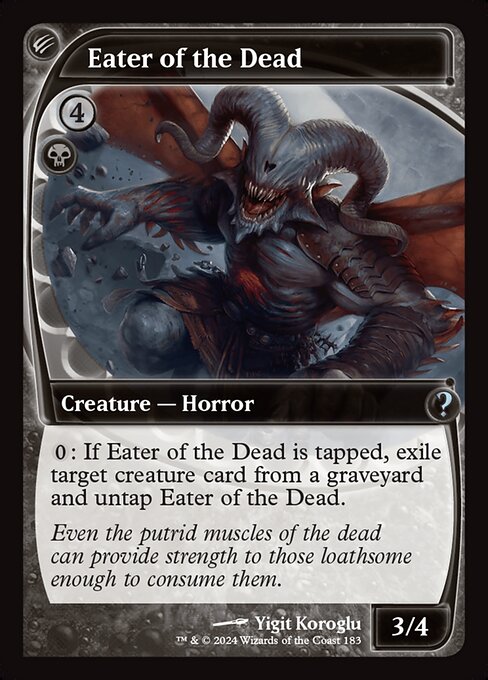 Eater of the Dead
4
Creature — Horror
?
0: If Eater of the Dead is tapped, exile
target creature card from a graveyard
and untap Eater of the Dead.
Even the putrid muscles of the dead
can provide strength to those loathsome
enough to consume them.
Yigit Koroglu
™ & © 2024 Wizards of the Coast 183
3/4